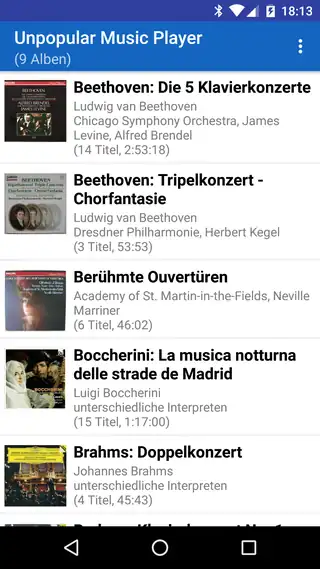 18:13
Unpopular Music Player
(9 Alben)
Beethoven: Die 5 Klavierkonzerte
Ludwig van Beethoven
Chicago Symphony Orchestra, James
Levine, Alfred Brendel
(14 Titel, 2:53:18)
Beethoven: Tripelkonzert -
Chorfantasie
Ludwig van Beethoven
Dresdner Philharmonie, Herbert Kegel
(3 Titel, 53:53)
Berühmte Ouvertüren
Academy of St. Martin-in-the-Fields, Neville
Marriner
(6 Titel, 46:02)
Boccherini: La musica notturna
delle strade de Madrid
Luigi Boccherini
unterschiedliche Interpreten
(15 Titel, 1:17:00)
Brahms: Doppelkonzert
Johannes Brahms
unterschiedliche Interpreten
(4 Titel, 45:43)